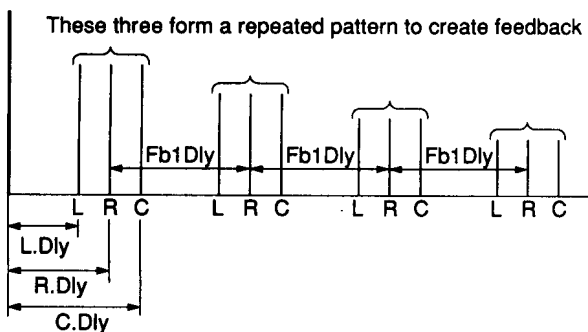 These three form a repeated pattern to create feedback
Fb1Dly Fb1Dly Fb1Dly
L R C L R C L R C L R C
L.Dly
R.Dly
C.Dly